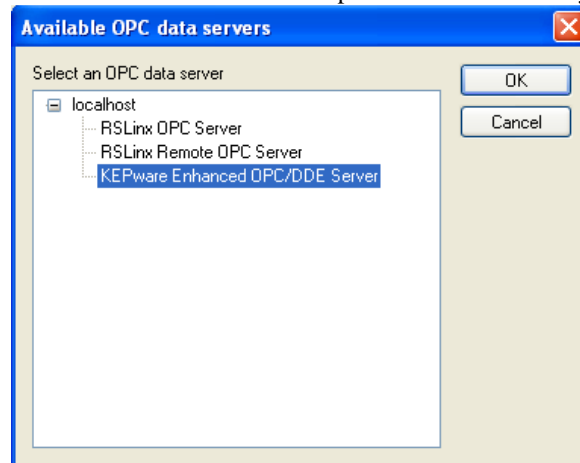 Available OPC data servers
Select an OPC data server
OK
localhost
Cancel
RSLinx OPC Server
RSLinx Remote OPC Server
KEPware Enhanced OPC/DDE Server